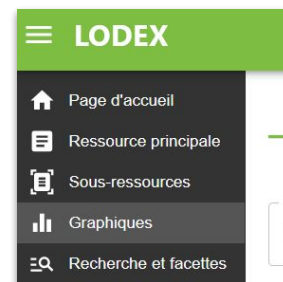 LODEX
Page d'accueil
Ressource principale
Sous-ressources
Graphiques
Recherche et facettes